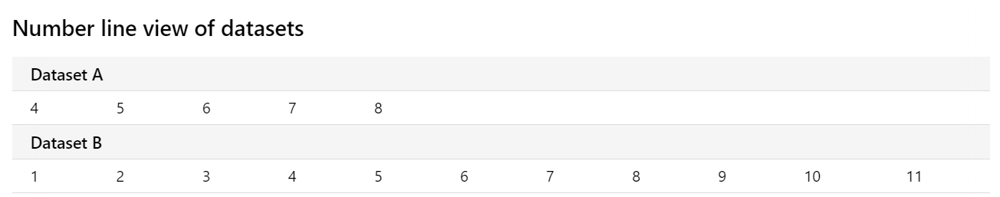 Number line view of datasets
Dataset A
4 5 6 7 8
Dataset B
1 2 3 4 5 6 7 8 9 10 11